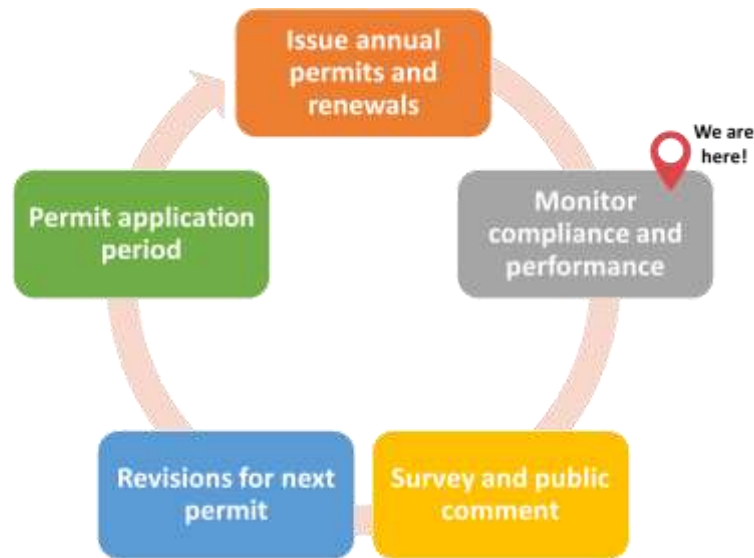 Issue annual
permits and
renewals
We are
here!
Monitor
compliance and
performance
Permit application
period
Revisions for next
permit
Survey and public
comment